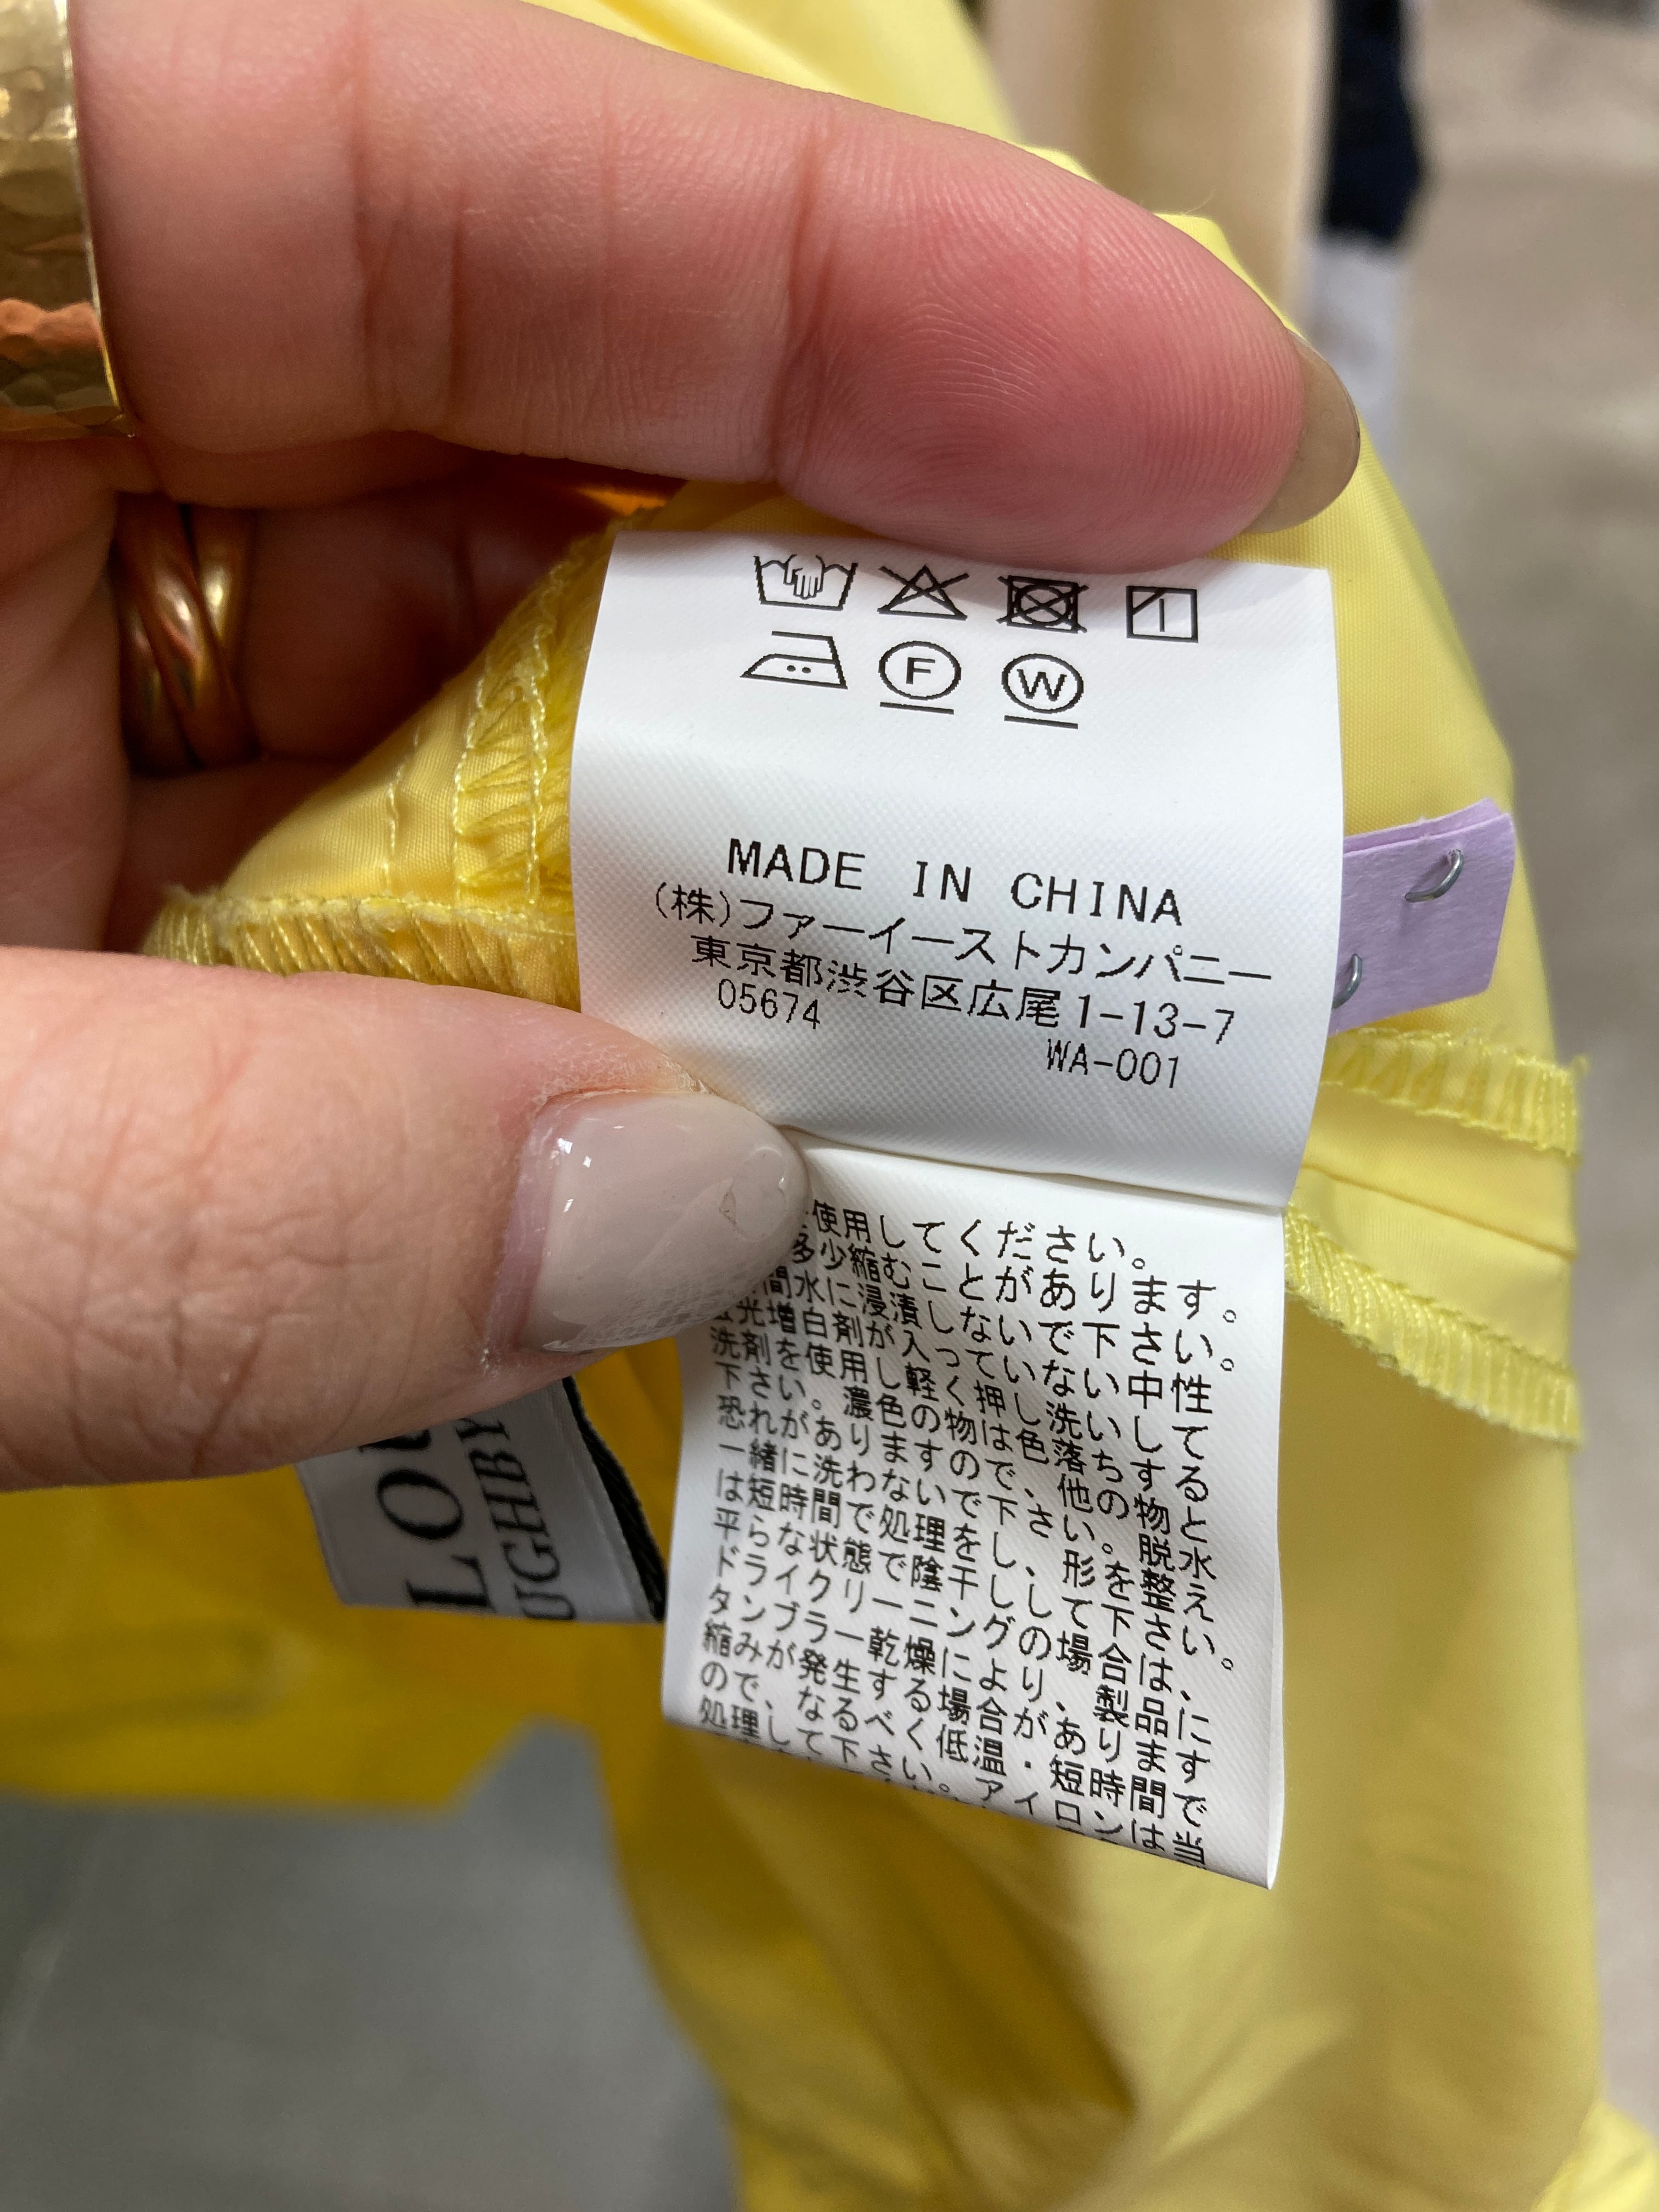 F W
MADE IN CHINA
(株)ファーイーストカンパニー
東京都渋谷区広尾1-13-7
05674
WA-001
使用してください。
多少縮むことがあります。
間水に浸漬しないで下さい。
光増白剤が入っていない中性
洗剤を使用し軽く押し洗いして
下さい。濃色の物は色落ちする
恐れがありますので、他の物と
一緒に洗わないで下さい。脱水
は短時間で処理をし、形を整え
平らな状態で陰干しして下さい。
ドライクリーニングの場合は、
タンブラー乾燥により、製品に
縮みが発生する場合があります
ので、なるべく低温・短時間で
処理して下さい。アイロンは当
LO
UGHBY